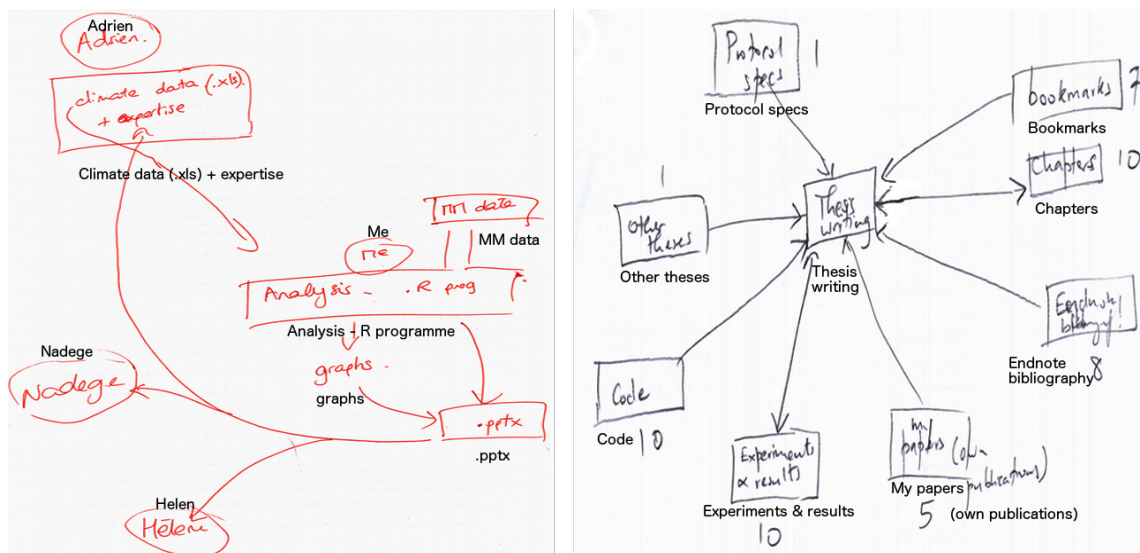 Adrien
Adrien.
climate data (.xls)
+ expertise
Climate data (.xls) + expertise
MM data
MM data
Me
me
Analysis - .R prog
Analysis - R programme
graphs.
graphs
Nadege
Nadege
.pptx
.pptx
Helen
Hélène
Protocol
specs
1
Protocol specs
bookmarks
7
Bookmarks
Chapters
10
Chapters
Thesis
writing
Thesis
writing
1
Other
theses
Other theses
Endnote
Endnote
bibliography
8
Code
Code
10
Experiments
& results
Experiments & results
10
my
papers
(own
publications)
My papers
5
(own publications)